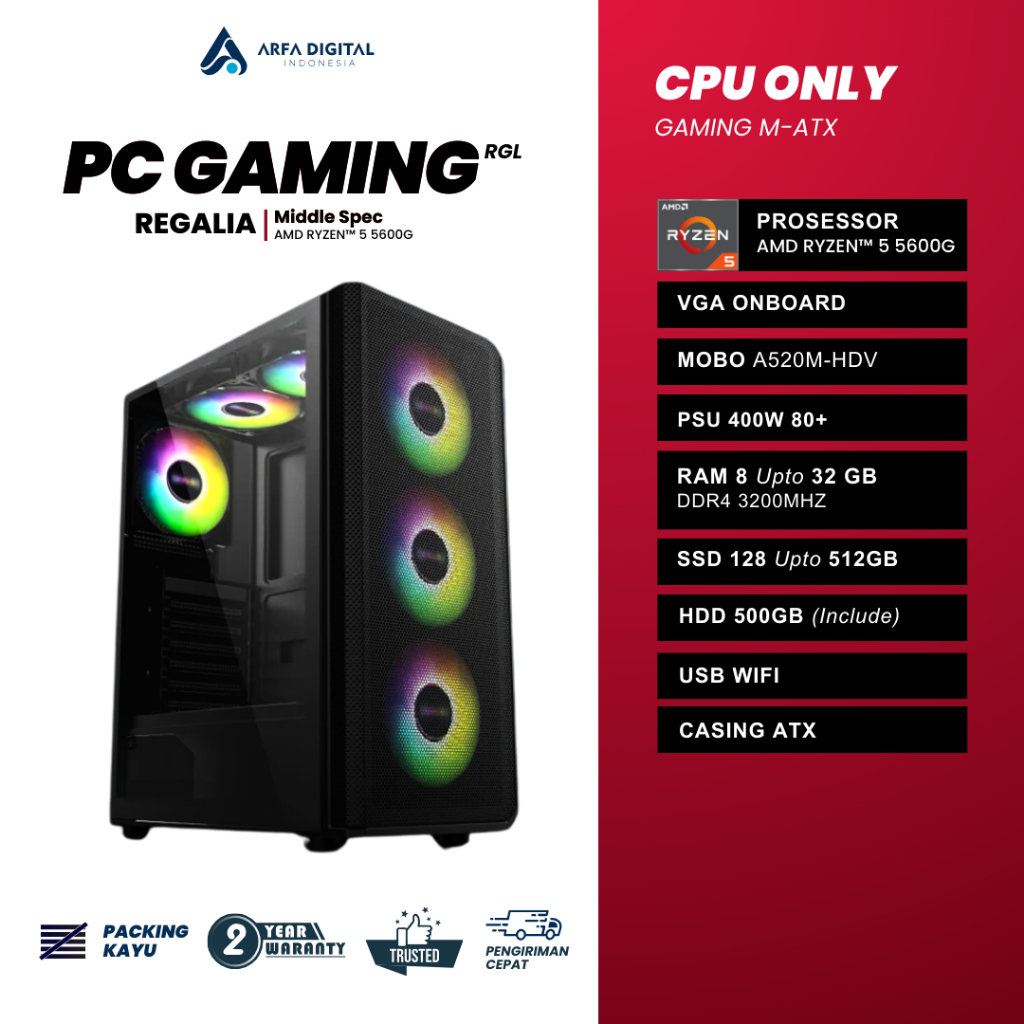 ARFA DIGITAL
INDONESIA
PC GAMING RGL
REGALIA | Middle Spec
AMD RYZEN™ 5 5600G
CPU ONLY
GAMING M-ATX
AMD
RYZEN
5
PROSESSOR
AMD RYZEN™ 5 5600G
VGA ONBOARD
MOBO A520M-HDV
PSU 400W 80+
RAM 8 Upto 32 GB
DDR4 3200MHZ
SSD 128 Upto 512GB
HDD 500GB (Include)
USB WIFI
CASING ATX
PACKING
KAYU
2 YEAR
WARANTY
TRUSTED
PENGIRIMAN
CEPAT